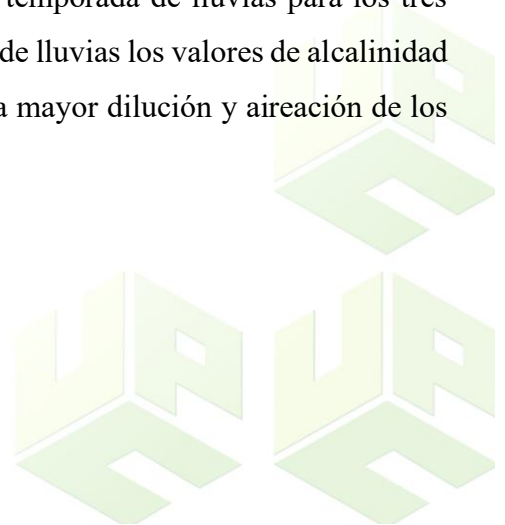 temporada de lluvias para los tres
de lluvias los valores de alcalinidad
a mayor dilución y aireación de los